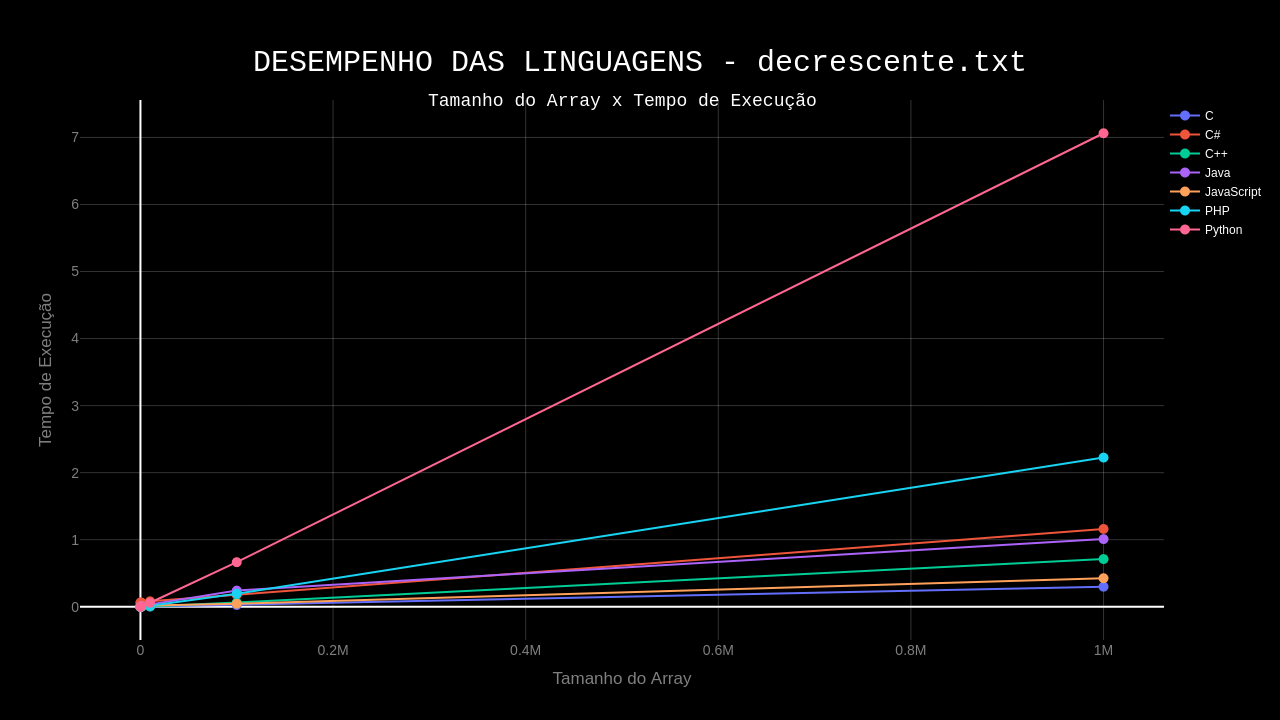 DESEMPENHO DAS LINGUAGENS - decrescente.txt
Tamanho do Array x Tempo de Execução
C
C#
C++
Java
JavaScript
PHP
Python
Tempo de Execução
7
6
5
4
3
2
1
0
0
0.2M
0.4M
0.6M
0.8M
1M
Tamanho do Array